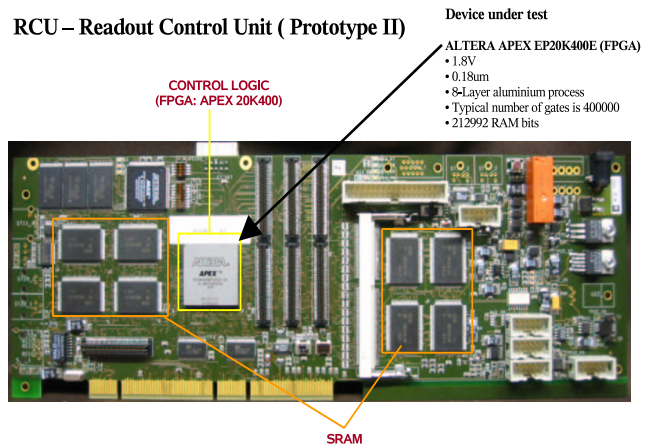 RCU – Readout Control Unit ( Prototype II)
Device under test
ALTERA APEX EP20K400E (FPGA)
• 1.8V
• 0.18um
• 8-Layer aluminium process
• Typical number of gates is 400000
• 212992 RAM bits
CONTROL LOGIC
(FPGA: APEX 20K400)
ALTERA
APEX
SRAM